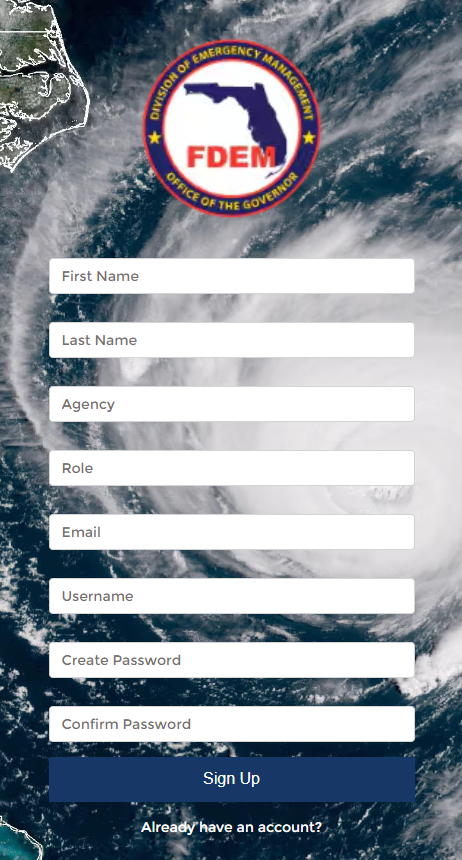 DIVISION OF EMERGENCY MANAGEMENT
FDEM
OFFICE OF THE GOVERNOR
First Name
Last Name
Agency
Role
Email
Username
Create Password
Confirm Password
Sign Up
Already have an account?